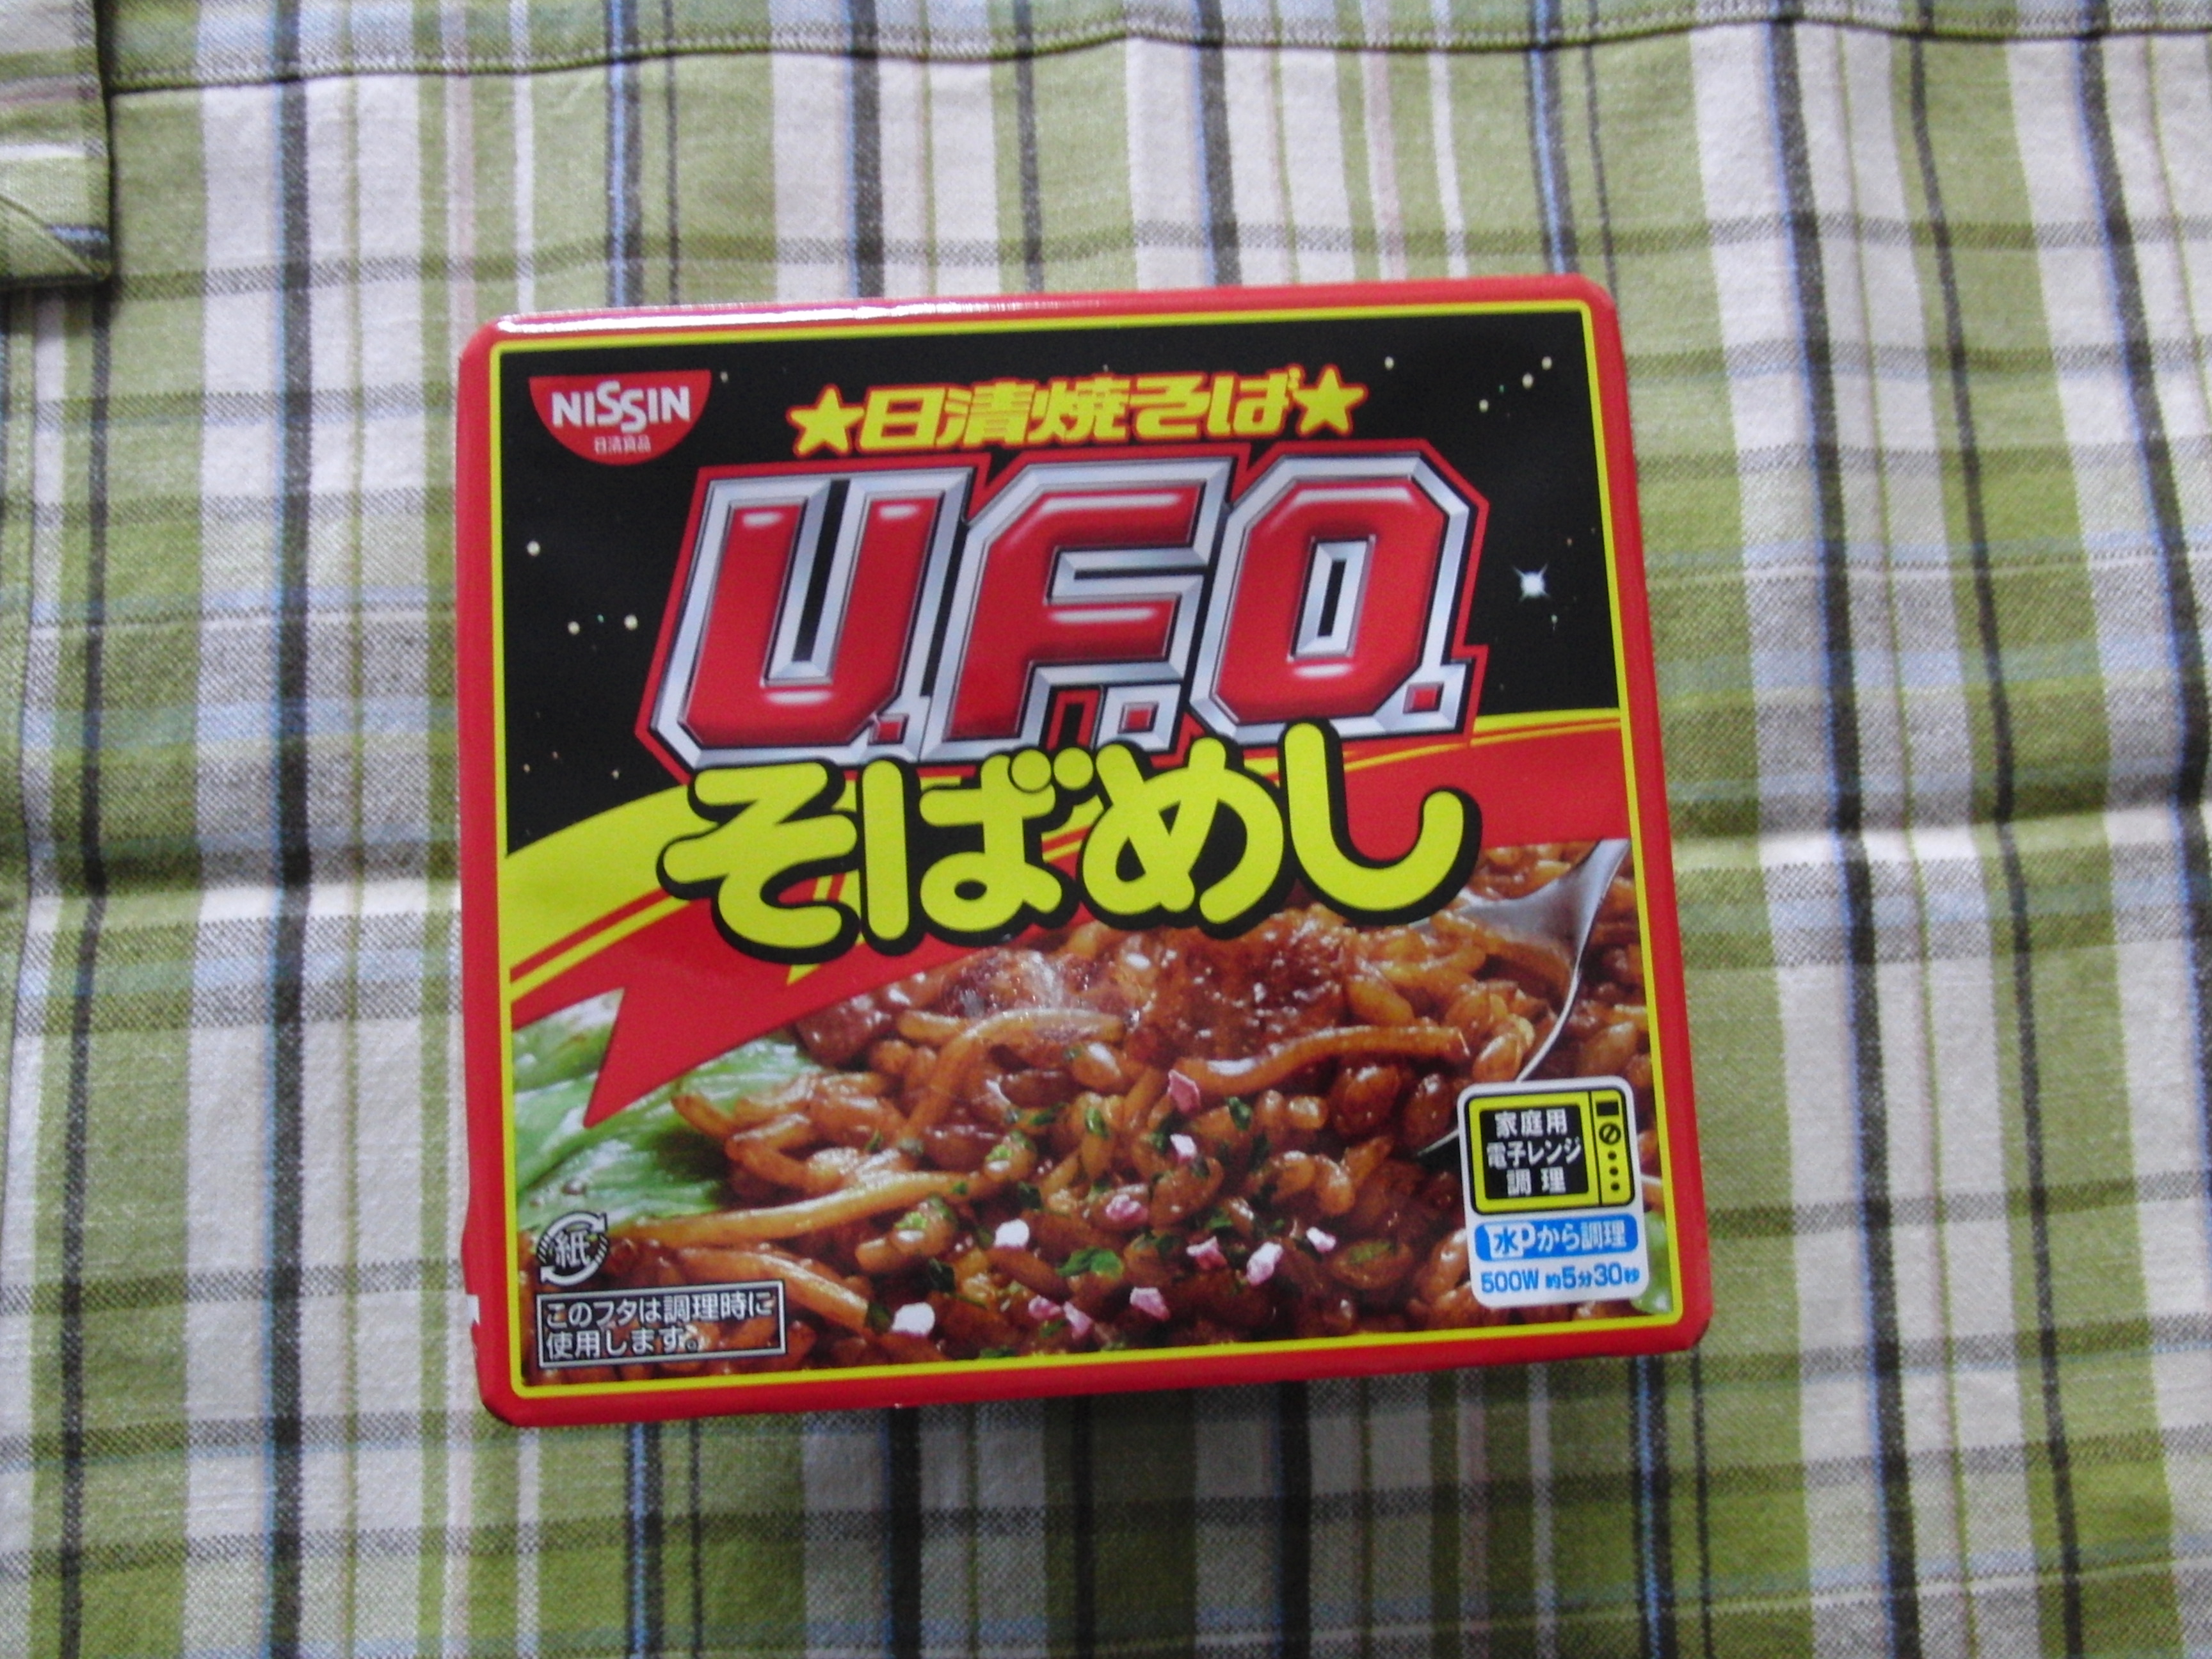 NISSIN
日清食品
★日清焼そば★
U.F.O.
そばめし
家庭用
電子レンジ
調理
水から調理
500W 約5分30秒
紙
このフタは調理時に
使用します。